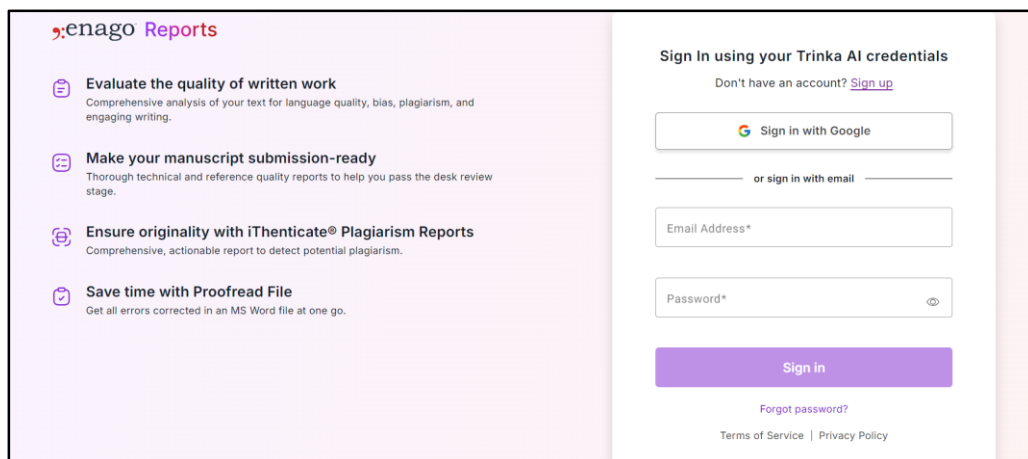 enago Reports
Evaluate the quality of written work
Comprehensive analysis of your text for language quality, bias, plagiarism, and
engaging writing.
Make your manuscript submission-ready
Thorough technical and reference quality reports to help you pass the desk review
stage.
Ensure originality with iThenticate® Plagiarism Reports
Comprehensive, actionable report to detect potential plagiarism.
Save time with Proofread File
Get all errors corrected in an MS Word file at one go.
Sign In using your Trinka AI credentials
Don't have an account? Sign up
Sign in with Google
or sign in with email
Email Address*
Password*
Sign in
Forgot password?
Terms of Service | Privacy Policy